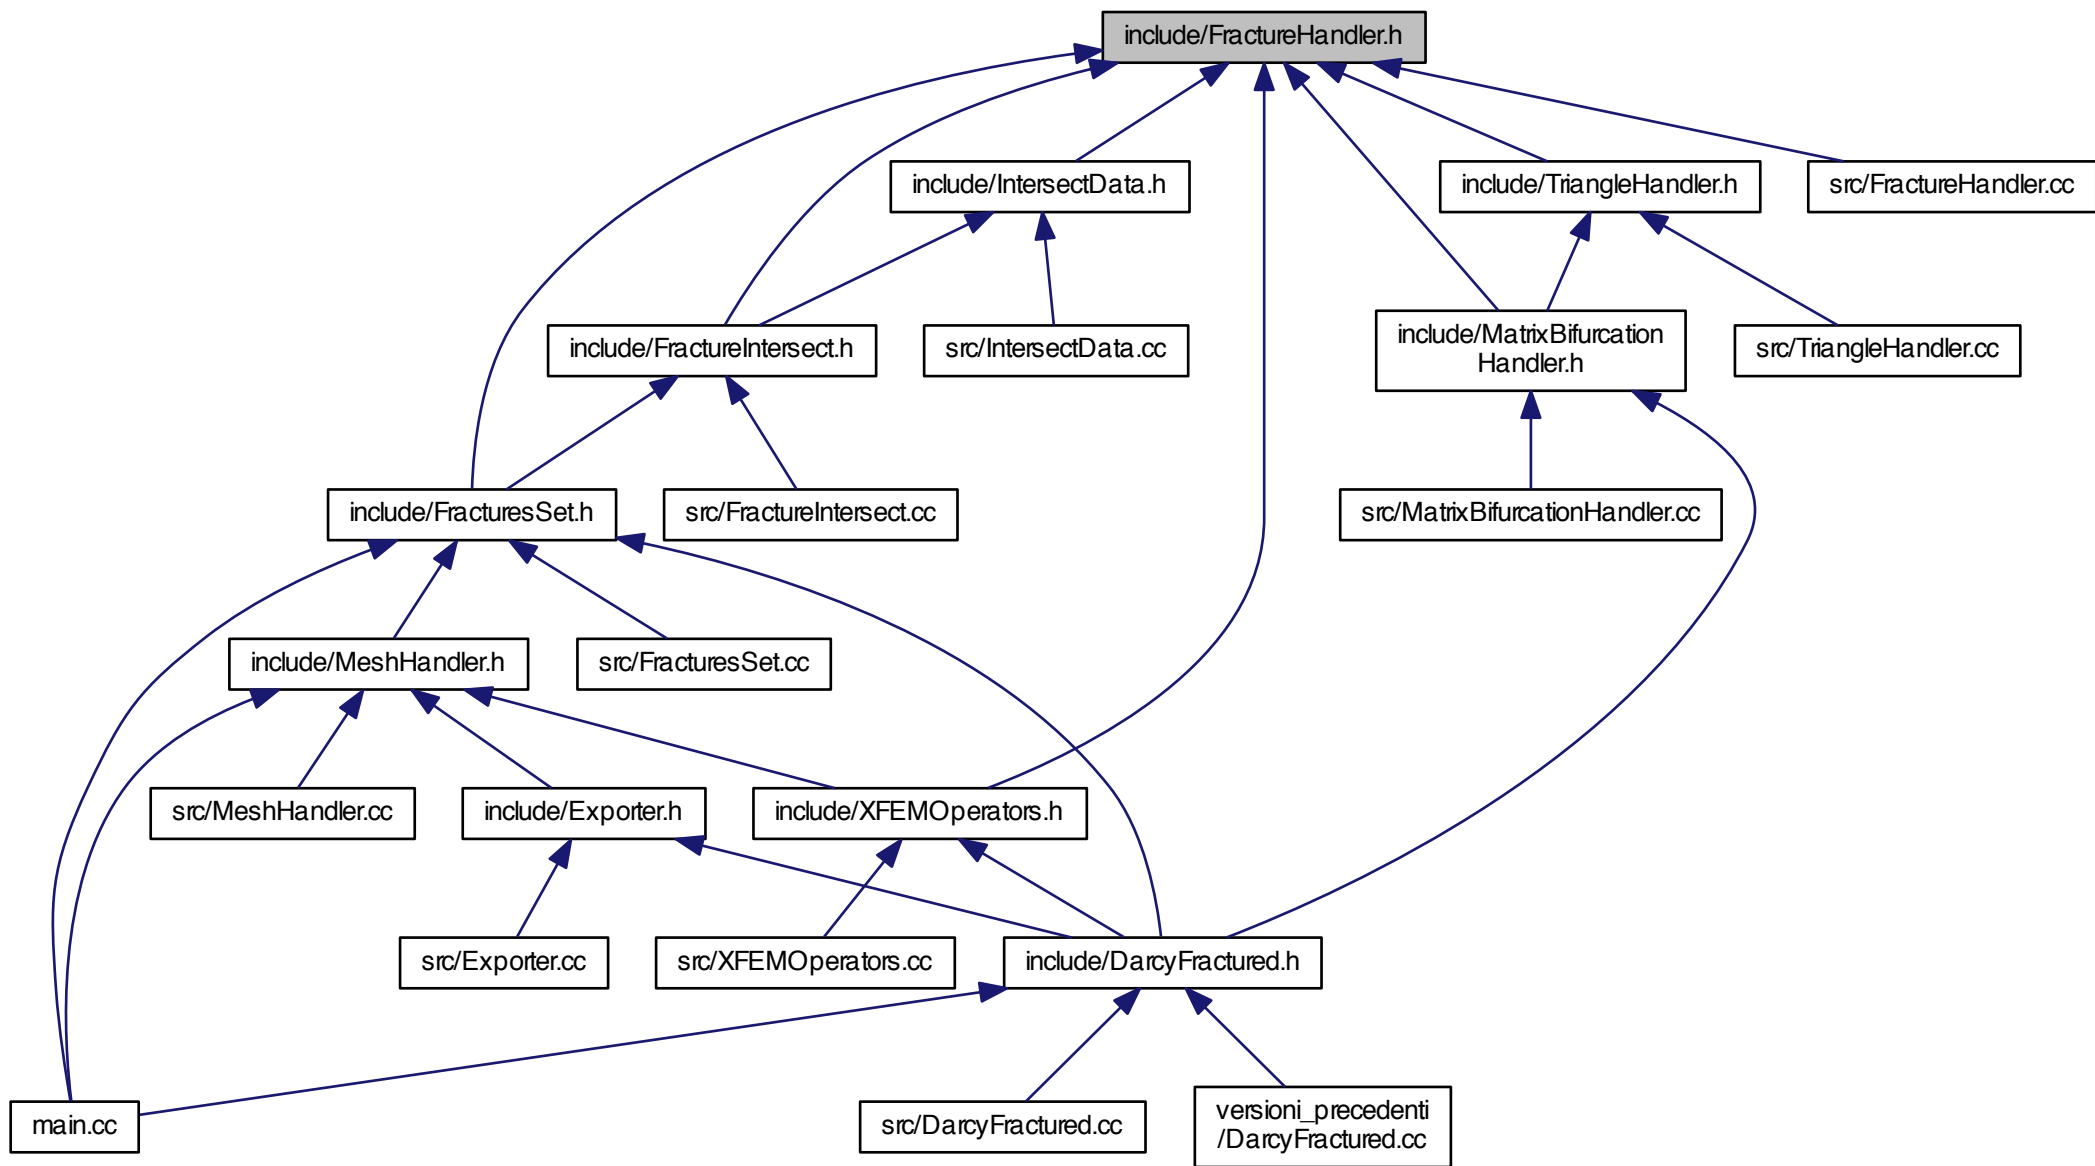 include/FractureHandler.h
include/IntersectData.h
include/TriangleHandler.h
src/FractureHandler.cc
include/FractureIntersect.h
src/IntersectData.cc
include/MatrixBifurcation
Handler.h
src/TriangleHandler.cc
include/FracturesSet.h
src/FractureIntersect.cc
src/MatrixBifurcationHandler.cc
include/MeshHandler.h
src/FracturesSet.cc
src/MeshHandler.cc
include/Exporter.h
include/XFEMOperators.h
src/Exporter.cc
src/XFEMOperators.cc
include/DarcyFractured.h
main.cc
src/DarcyFractured.cc
versioni_precedenti
/DarcyFractured.cc